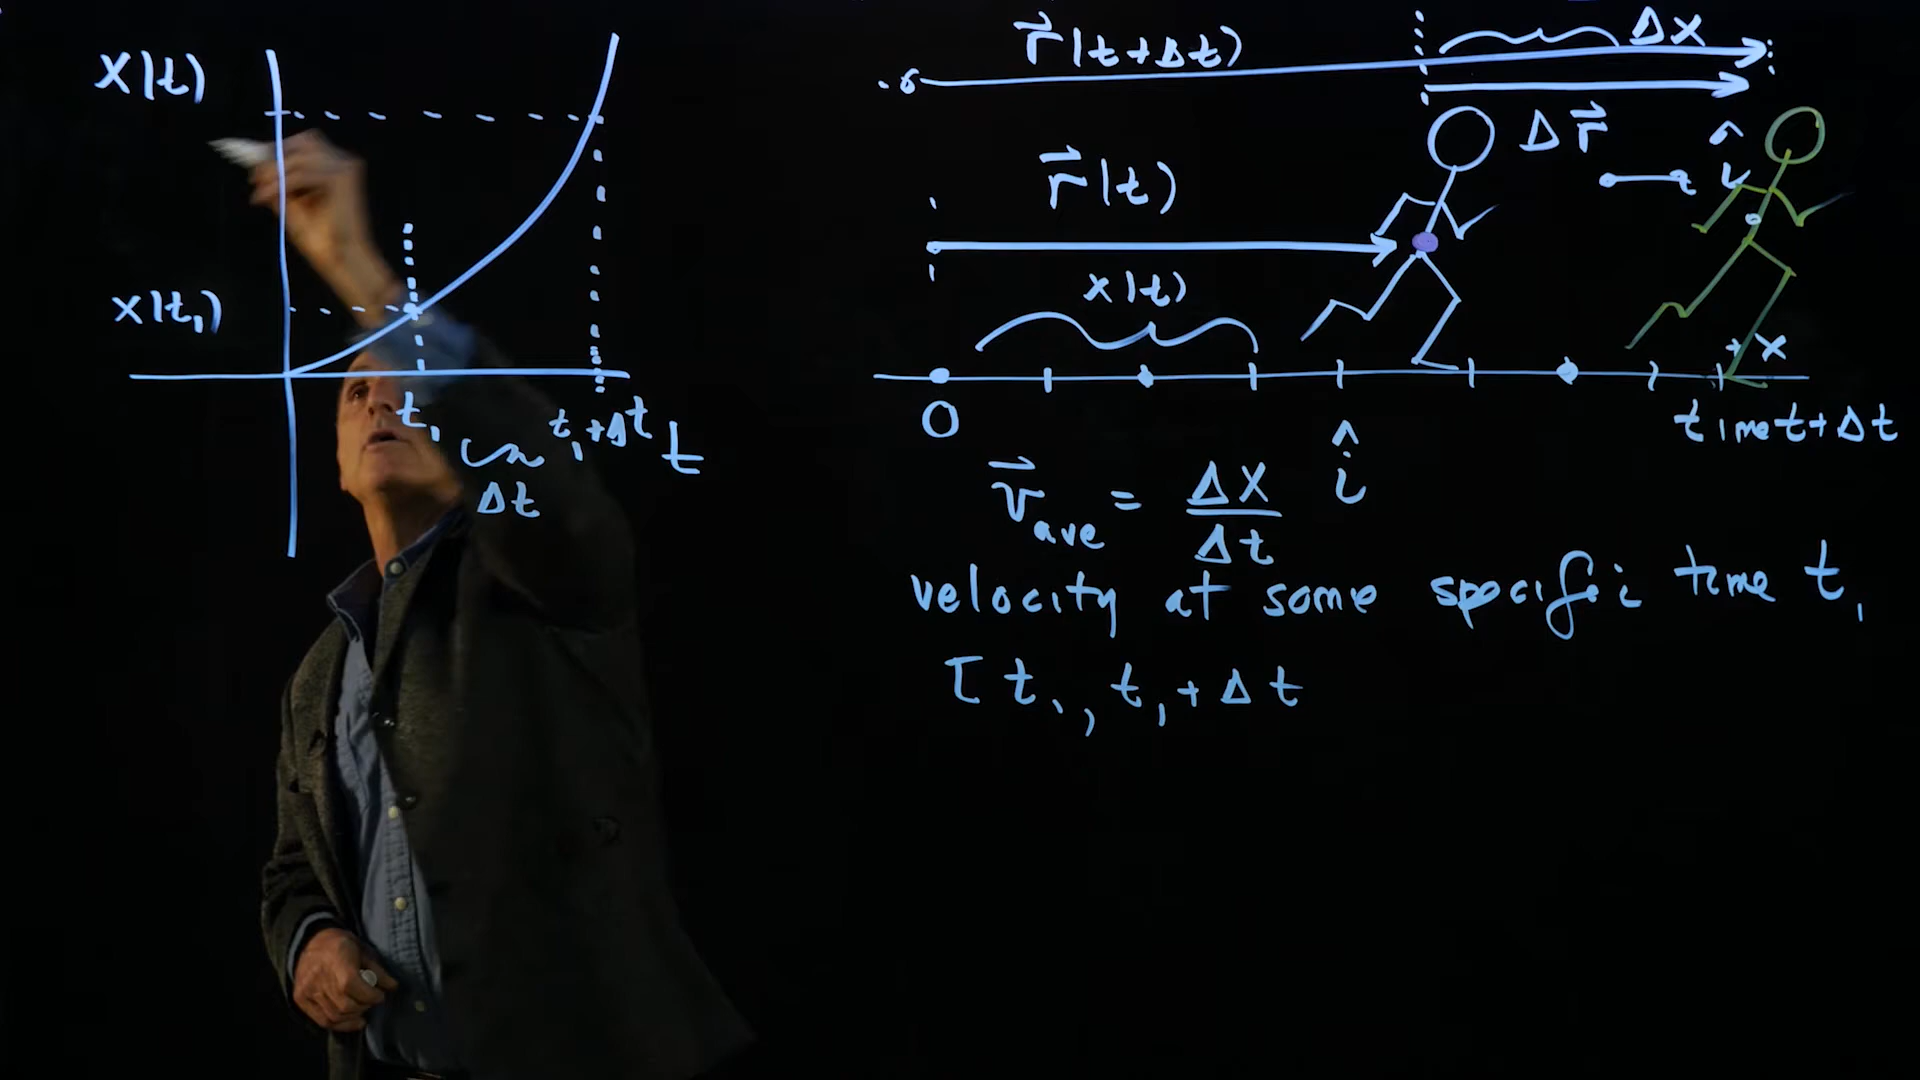 x(t)
x(t₁)
t₁
t₁+Δt
t
Δt
r⃗(t+Δt)
Δx
Δr⃗
î
r⃗(t)
x(t)
+x
0
time t+Δt
v⃗ave = Δx/Δt î
velocity at some specifi time t₁
[t₁, t₁+Δt